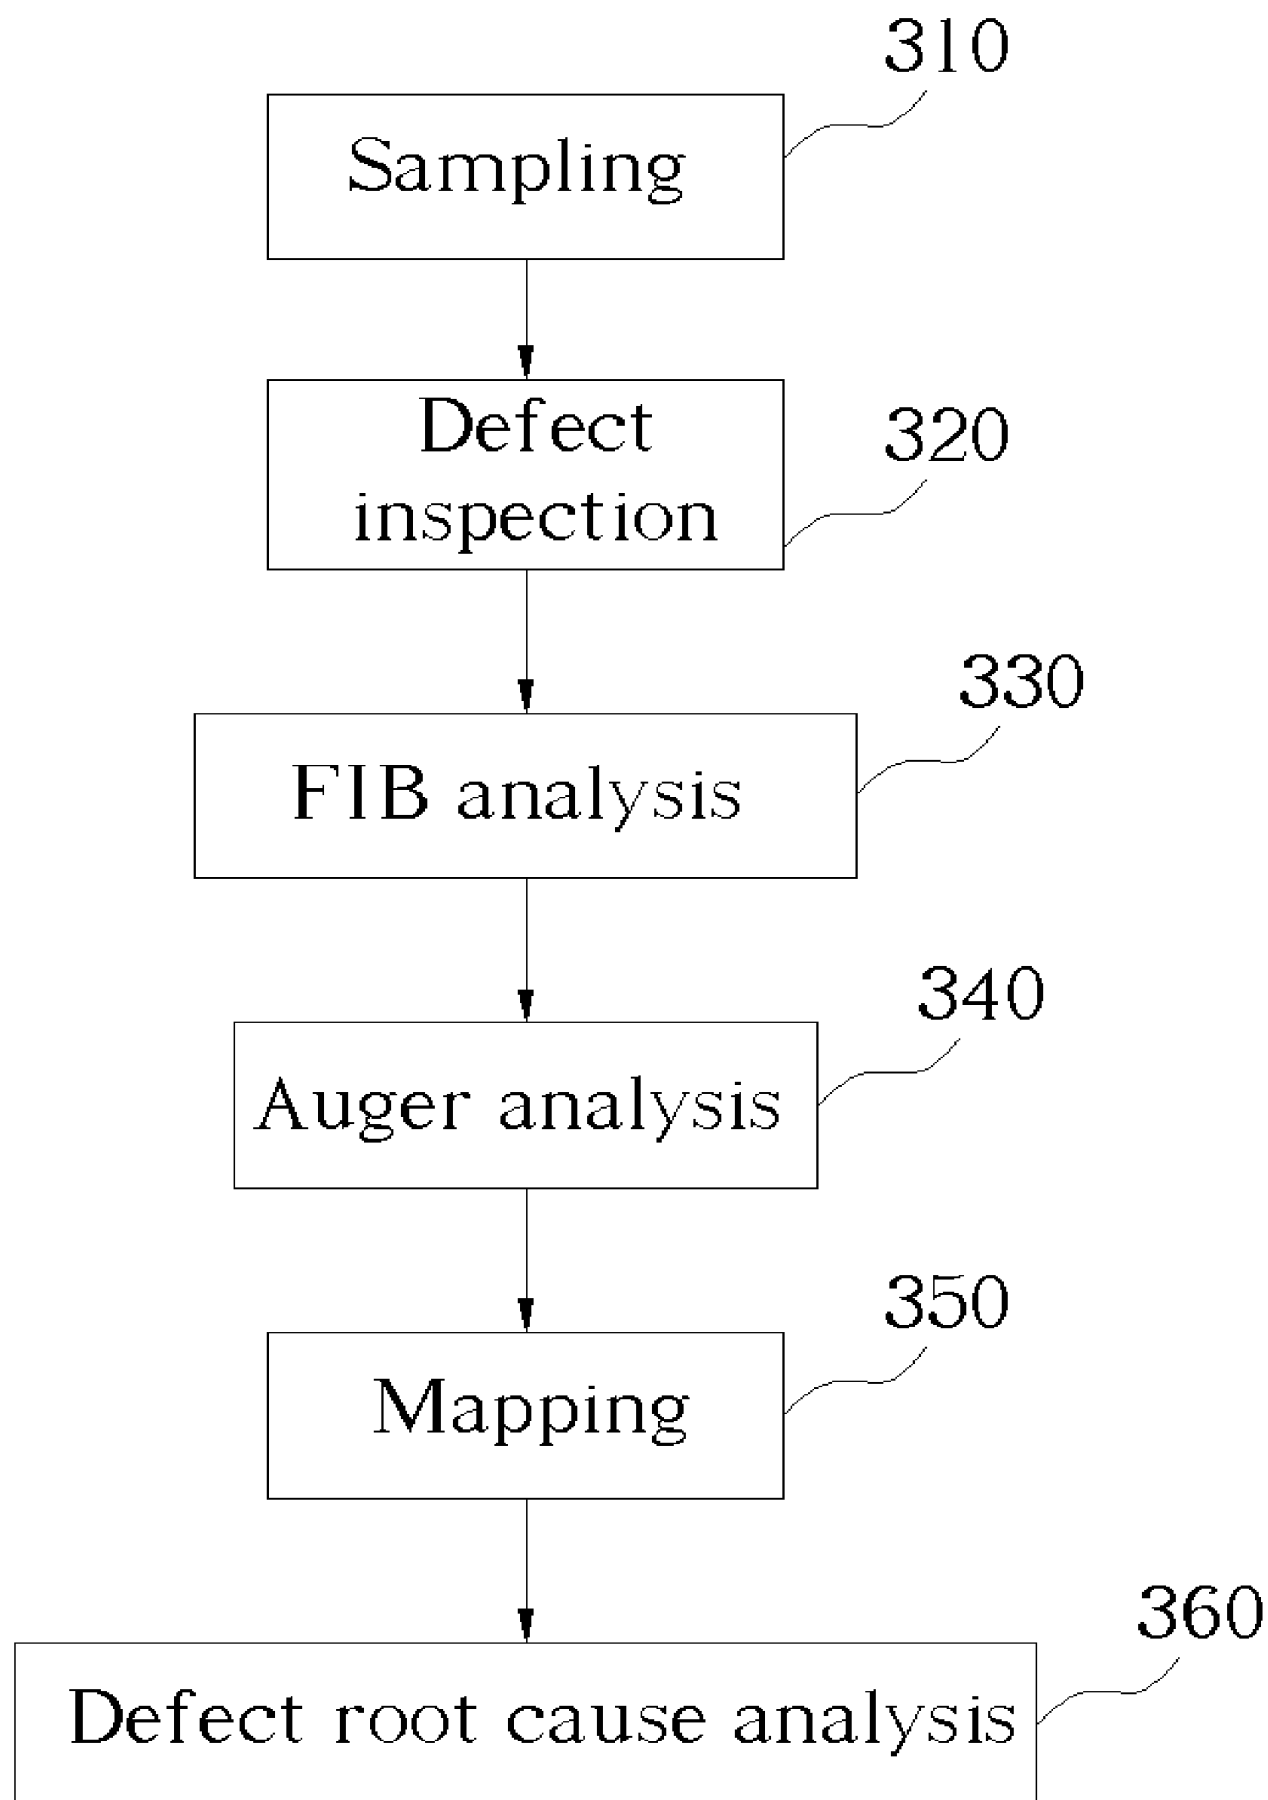 310
Sampling
320
Defect
inspection
330
FIB analysis
340
Auger analysis
350
Mapping
360
Defect root cause analysis